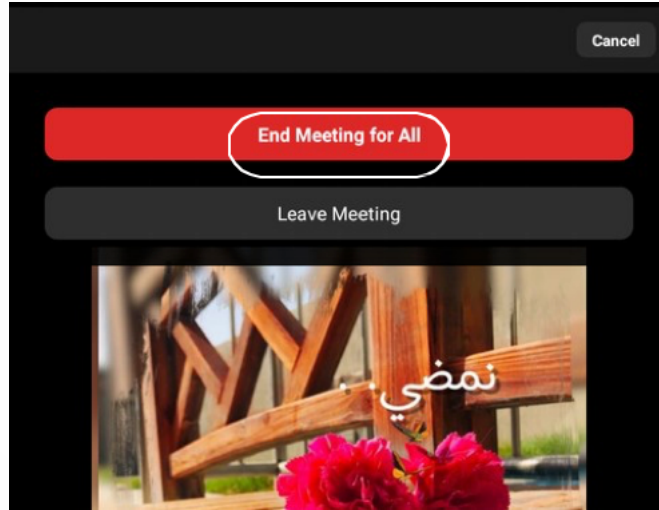 Cancel
End Meeting for All
Leave Meeting
نمضي . .